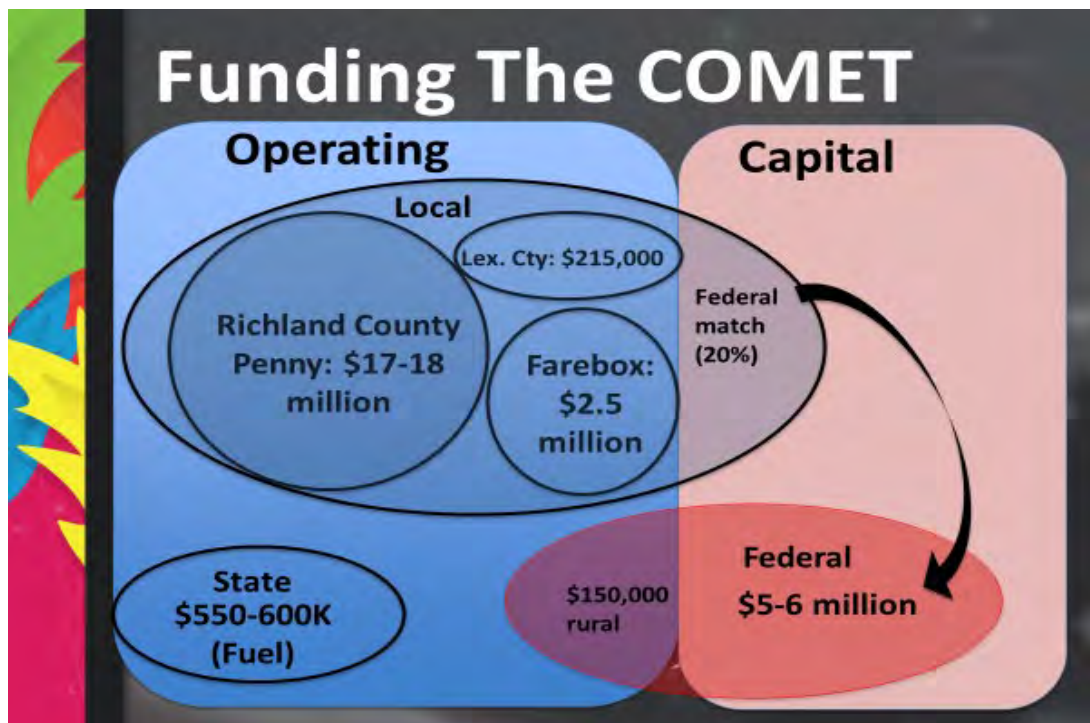 Funding The COMET
Operating
Capital
Local
Lex. Cty: $215,000
Richland County
Penny: $17-18
million
Farebox:
$2.5
million
Federal
match
(20%)
State
$550-600K
(Fuel)
$150,000
rural
Federal
$5-6 million